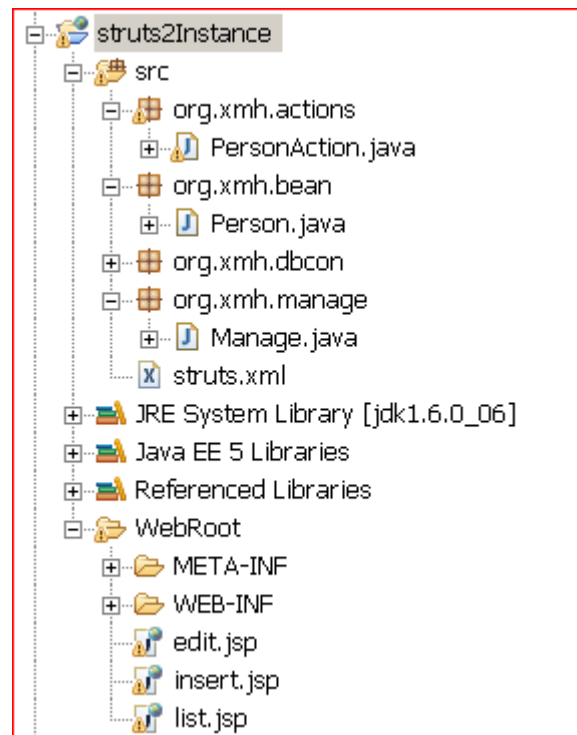 struts2Instance
src
org.xmh.actions
PersonAction.java
org.xmh.bean
Person.java
org.xmh.dbcon
org.xmh.manage
Manage.java
struts.xml
JRE System Library [jdk1.6.0_06]
Java EE 5 Libraries
Referenced Libraries
WebRoot
META-INF
WEB-INF
edit.jsp
insert.jsp
list.jsp